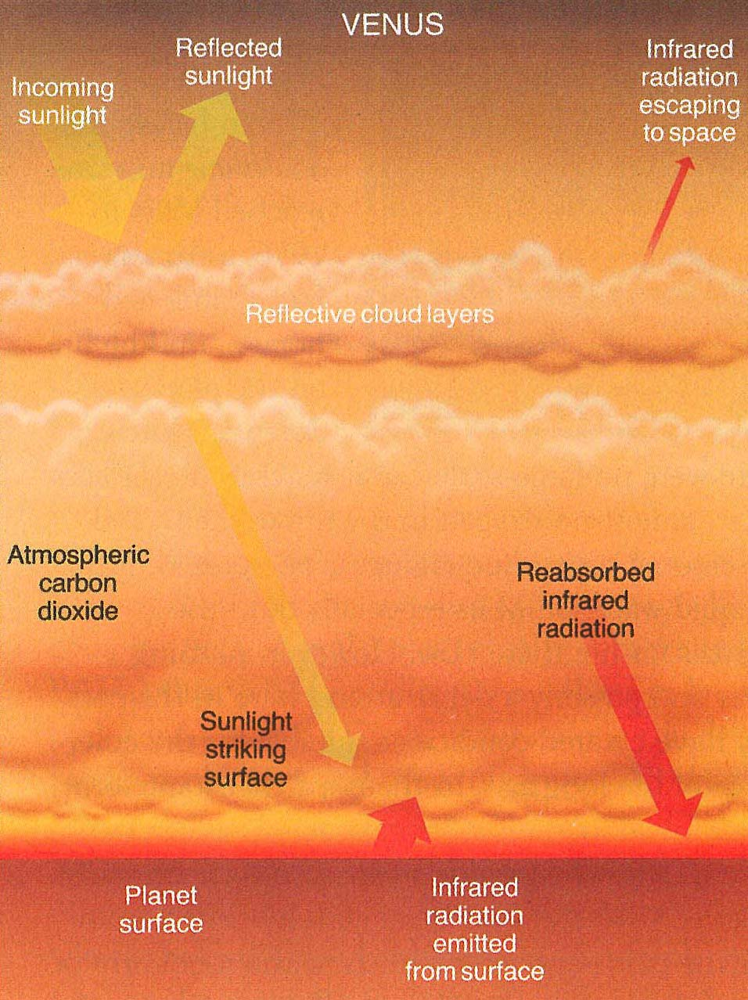 VENUS
Reflected
sunlight
Incoming
sunlight
Infrared
radiation
escaping
to space
Reflective cloud layers
Atmospheric
carbon
dioxide
Reabsorbed
infrared
radiation
Sunlight
striking
surface
Planet
surface
Infrared
radiation
emitted
from surface